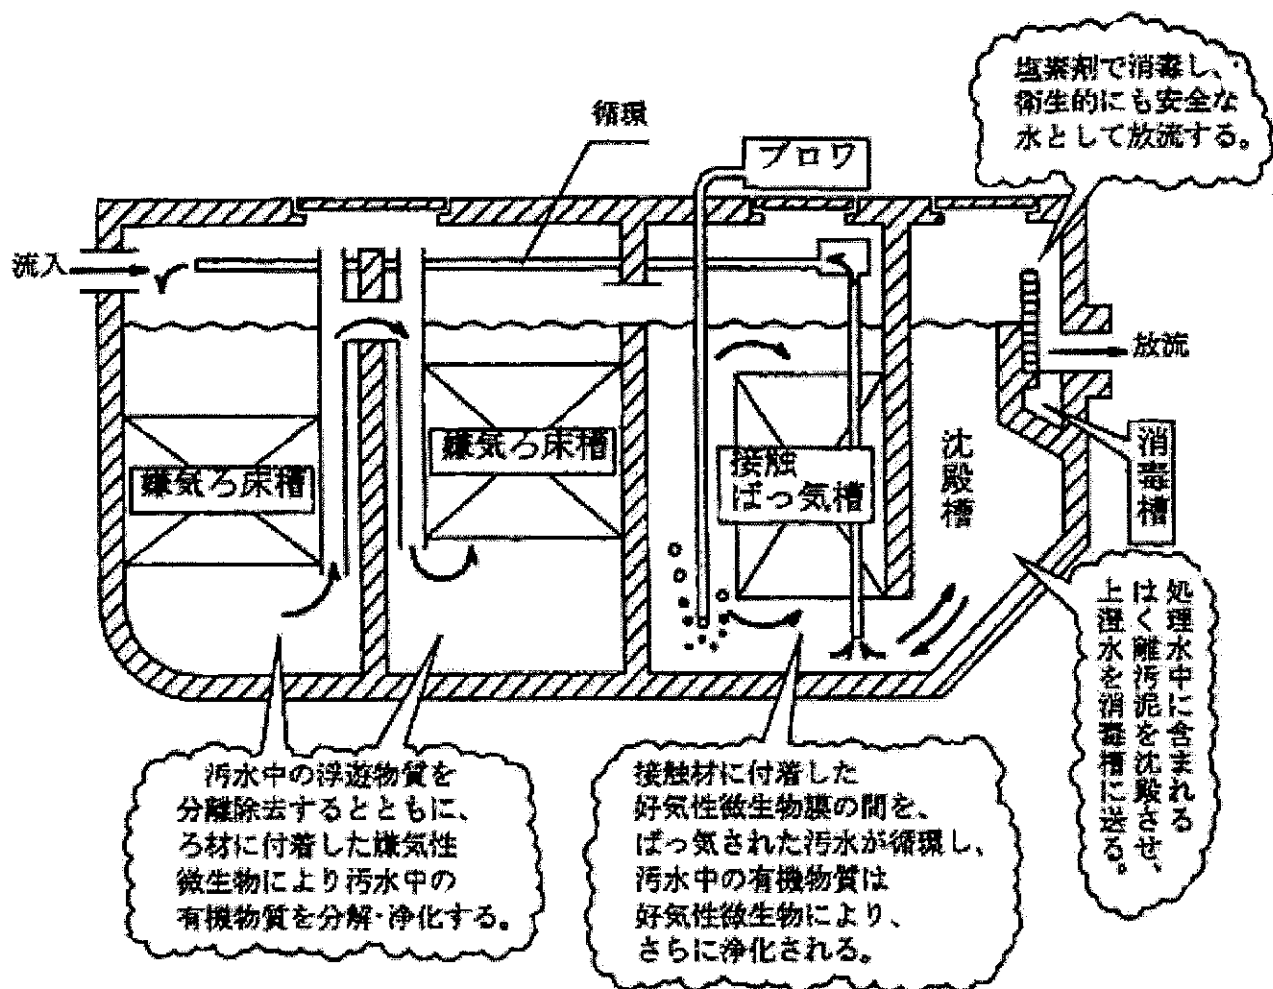 塩素剤で消毒し、
衛生的にも安全な
水として放流する。
循環
ブロワ
流入
放流
嫌気ろ床槽
嫌気ろ床槽
接触
ばっ気槽
沈殿槽
消毒槽
処理水中に含まれる
はく離汚泥を沈殿させ、
上澄水を消毒槽に送る。
汚水中の浮遊物質を
分離除去するとともに、
ろ材に付着した嫌気性
微生物により汚水中の
有機物質を分解・浄化する。
接触材に付着した
好気性微生物膜の間を、
ばっ気された汚水が循環し、
汚水中の有機物質は
好気性微生物により、
さらに浄化される。